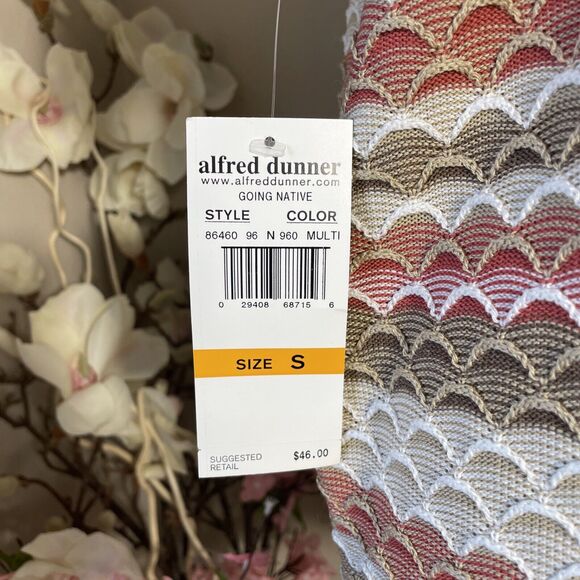 alfred dunner
www.alfreddunner.com
GOING NATIVE
STYLE COLOR
86460 96 N 960 MULTI
0 29408 68715 6
SIZE S
SUGGESTED
RETAIL $46.00